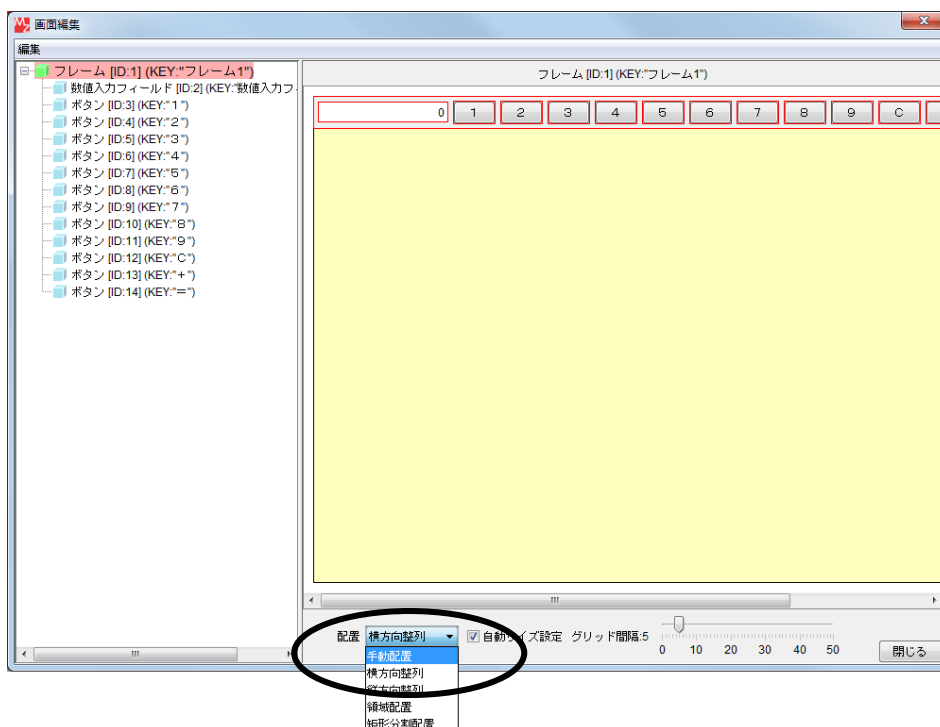 画面編集
編集
フレーム [ID:1] (KEY:"フレーム1")
数値入力フィールド [ID:2] (KEY:"数値入力フ
ボタン [ID:3] (KEY:"1")
ボタン [ID:4] (KEY:"2")
ボタン [ID:5] (KEY:"3")
ボタン [ID:6] (KEY:"4")
ボタン [ID:7] (KEY:"5")
ボタン [ID:8] (KEY:"6")
ボタン [ID:9] (KEY:"7")
ボタン [ID:10] (KEY:"8")
ボタン [ID:11] (KEY:"9")
ボタン [ID:12] (KEY:"C")
ボタン [ID:13] (KEY:"+")
ボタン [ID:14] (KEY:"=")
フレーム [ID:1] (KEY:"フレーム1")
0 1 2 3 4 5 6 7 8 9 C
配置 横方向整列 自動サイズ設定 グリッド間隔:5
0 10 20 30 40 50
閉じる
手動配置
横方向整列
縦方向整列
領域配置
矩形分割配置